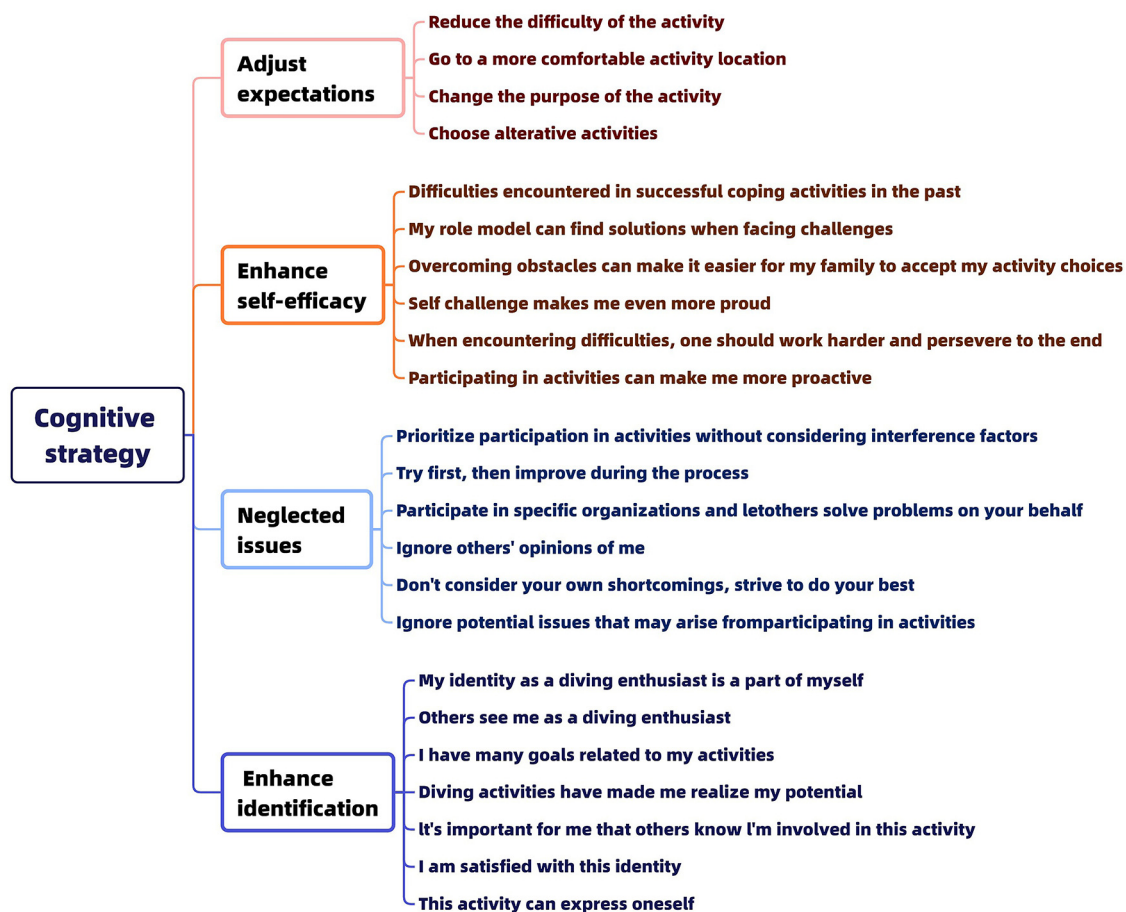 Cognitive
strategy
Adjust
expectations
Reduce the difficulty of the activity
Go to a more comfortable activity location
Change the purpose of the activity
Choose alterative activities
Enhance
self-efficacy
Difficulties encountered in successful coping activities in the past
My role model can find solutions when facing challenges
Overcoming obstacles can make it easier for my family to accept my activity choices
Self challenge makes me even more proud
When encountering difficulties, one should work harder and persevere to the end
Participating in activities can make me more proactive
Neglected
issues
Prioritize participation in activities without considering interference factors
Try first, then improve during the process
Participate in specific organizations and letothers solve problems on your behalf
Ignore others' opinions of me
Don't consider your own shortcomings, strive to do your best
Ignore potential issues that may arise fromparticipating in activities
Enhance
identification
My identity as a diving enthusiast is a part of myself
Others see me as a diving enthusiast
I have many goals related to my activities
Diving activities have made me realize my potential
lt's important for me that others know l'm involved in this activity
I am satisfied with this identity
This activity can express oneself